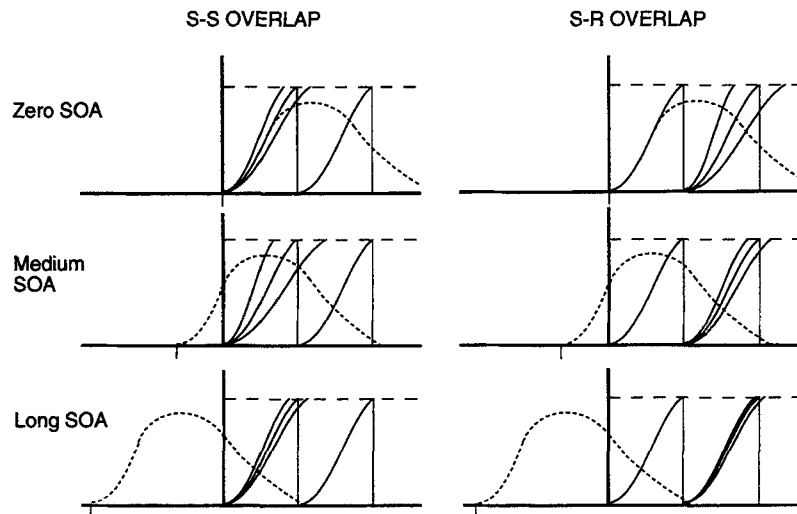 S-S OVERLAP
S-R OVERLAP
Zero SOA
Medium
SOA
Long SOA